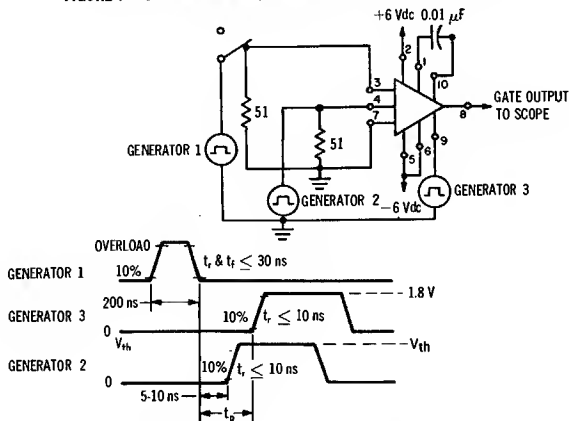 +6 Vdc 0.01 μF
2
1
10
3
4
7
8
GATE OUTPUT
TO SCOPE
51
51
9
5
6
GENERATOR 1
GENERATOR 2
-6 Vdc
GENERATOR 3
OVERLOAD
GENERATOR 1
10%
tr & tf ≤ 30 ns
200 ns
1.8 V
GENERATOR 3
10%
tr ≤ 10 ns
0
Vth
Vth
GENERATOR 2
10%
tr ≤ 10 ns
0
5-10 ns